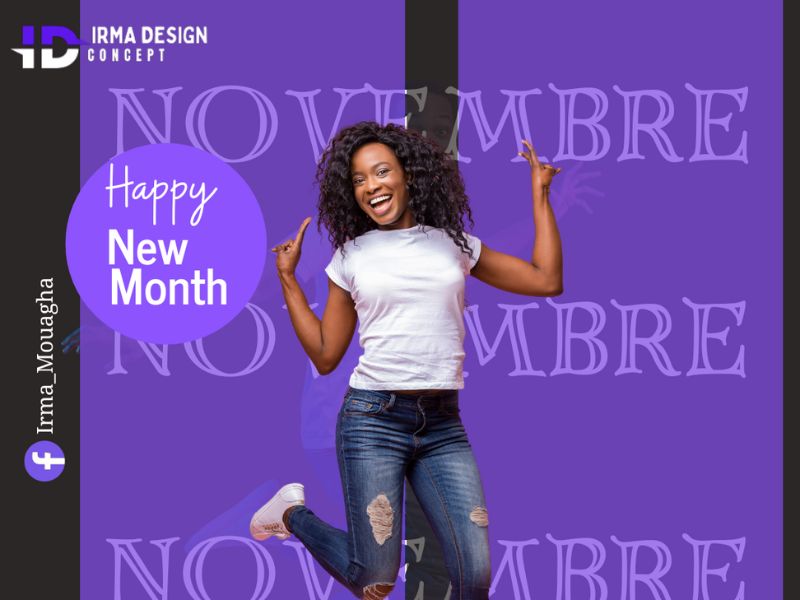 ID IRMA DESIGN
CONCEPT
NOVEMBRE
Happy
New
Month
NOVEMBRE
Irma_Mouagha
NOVEMBRE